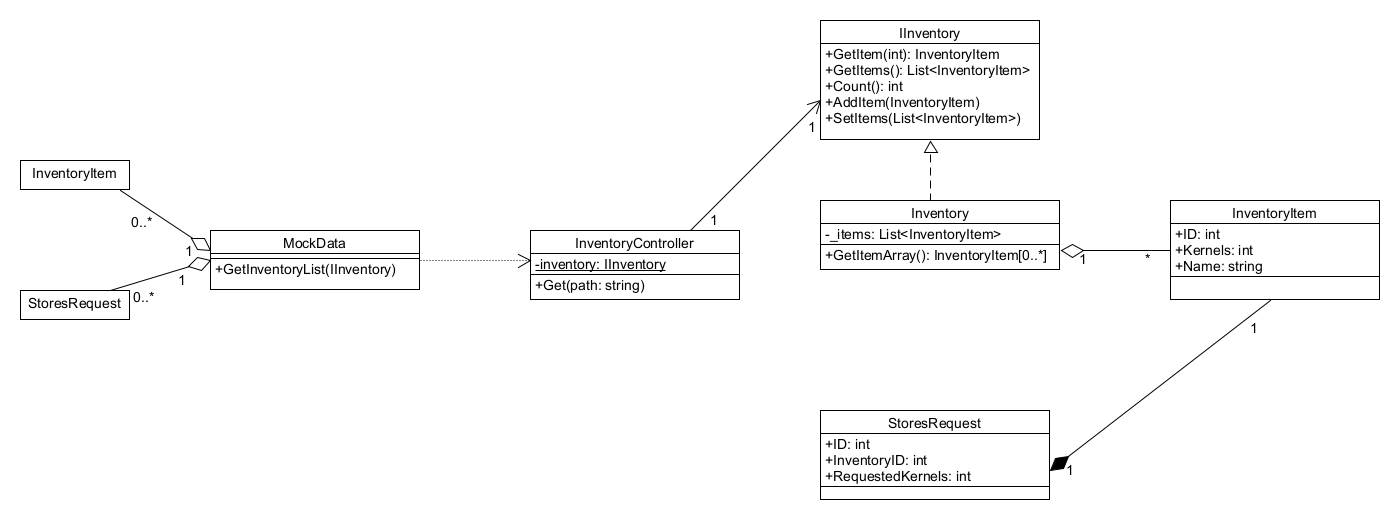 IInventory
+GetItem(int): InventoryItem
+GetItems(): List<InventoryItem>
+Count(): int
+AddItem(InventoryItem)
+SetItems(List<InventoryItem>)
1
1
InventoryItem
0..*
1
MockData
+GetInventoryList(IInventory)
1
StoresRequest
0..*
InventoryController
-inventory: IInventory
+Get(path: string)
Inventory
-_items: List<InventoryItem>
+GetItemArray(): InventoryItem[0..*]
1
*
InventoryItem
+ID: int
+Kernels: int
+Name: string
1
StoresRequest
+ID: int
+InventoryID: int
+RequestedKernels: int
1